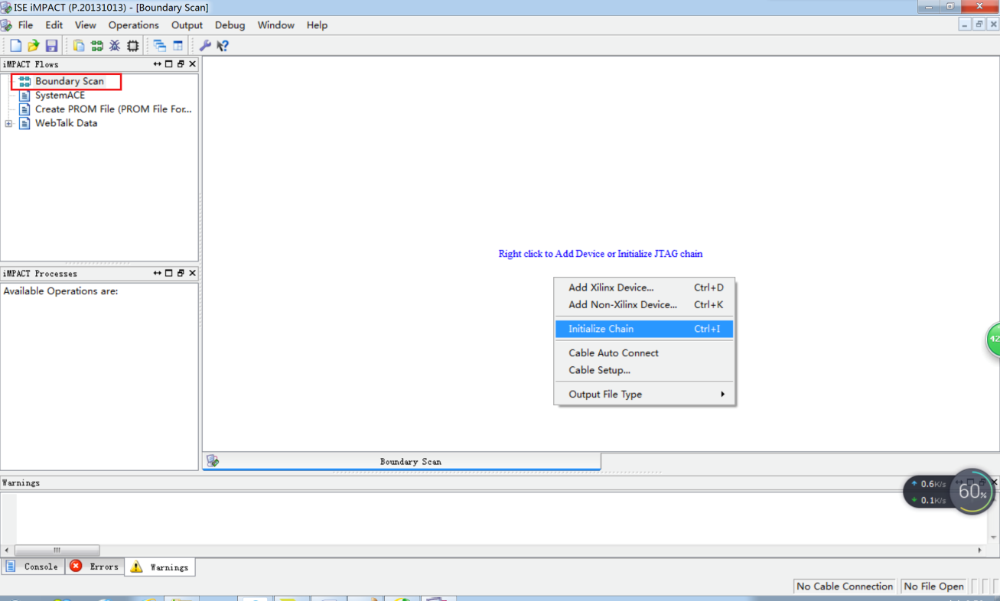 ISE iMPACT (P.20131013) - [Boundary Scan]
File Edit View Operations Output Debug Window Help
iMPACT Flows
Boundary Scan
SystemACE
Create PROM File (PROM File For...
WebTalk Data
Right click to Add Device or Initialize JTAG chain
Add Xilinx Device... Ctrl+D
Add Non-Xilinx Device... Ctrl+K
Initialize Chain Ctrl+I
Cable Auto Connect
Cable Setup...
Output File Type
iMPACT Processes
Available Operations are:
Boundary Scan
Warnings
0.6K/s
0.1K/s
60%
42
Console Errors Warnings
No Cable Connection No File Open